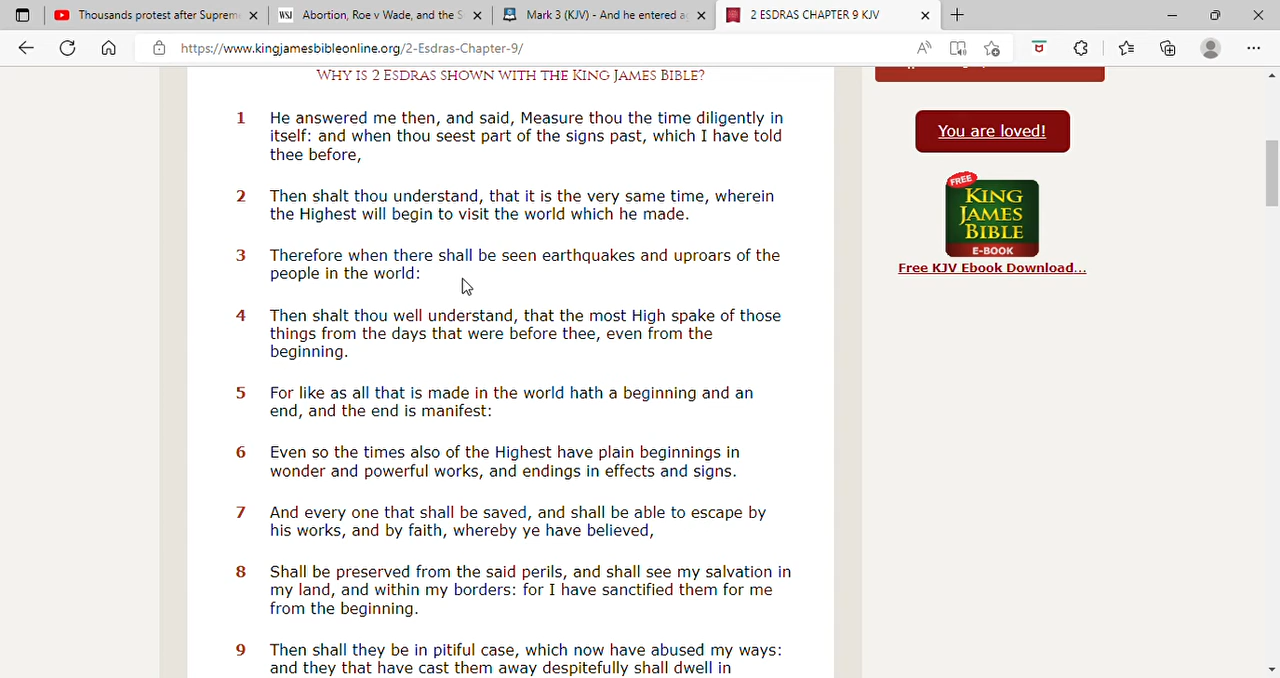 Thousands protest after Suprem
Abortion, Roe v Wade, and the S
Mark 3 (KJV) - And he entered a
2 ESDRAS CHAPTER 9 KJV
https://www.kingjamesbibleonline.org/2-Esdras-Chapter-9/
WHY IS 2 ESDRAS SHOWN WITH THE KING JAMES BIBLE?
1 He answered me then, and said, Measure thou the time diligently in
itself: and when thou seest part of the signs past, which I have told
thee before,
2 Then shalt thou understand, that it is the very same time, wherein
the Highest will begin to visit the world which he made.
3 Therefore when there shall be seen earthquakes and uproars of the
people in the world:
4 Then shalt thou well understand, that the most High spake of those
things from the days that were before thee, even from the
beginning.
5 For like as all that is made in the world hath a beginning and an
end, and the end is manifest:
6 Even so the times also of the Highest have plain beginnings in
wonder and powerful works, and endings in effects and signs.
7 And every one that shall be saved, and shall be able to escape by
his works, and by faith, whereby ye have believed,
8 Shall be preserved from the said perils, and shall see my salvation in
my land, and within my borders: for I have sanctified them for me
from the beginning.
9 Then shall they be in pitiful case, which now have abused my ways:
and they that have cast them away despitefully shall dwell in
You are loved!
FREE
KING
JAMES
BIBLE
E-BOOK
Free KJV Ebook Download...